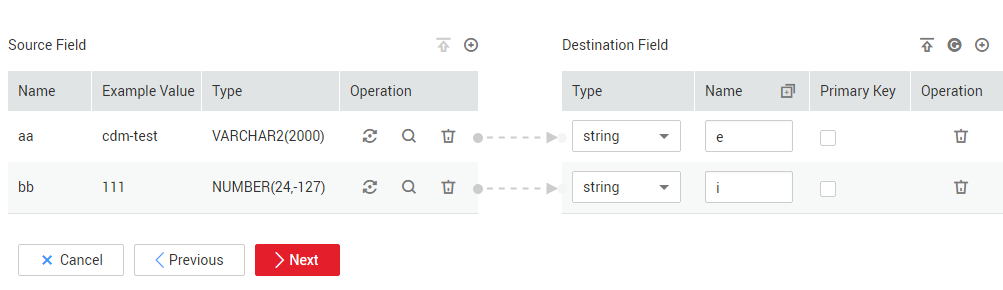 Source Field
Destination Field
Name Example Value Type Operation
Type Name Primary Key Operation
aa cdm-test VARCHAR2(2000)
string e
bb 111 NUMBER(24,-127)
string i
Cancel Previous Next